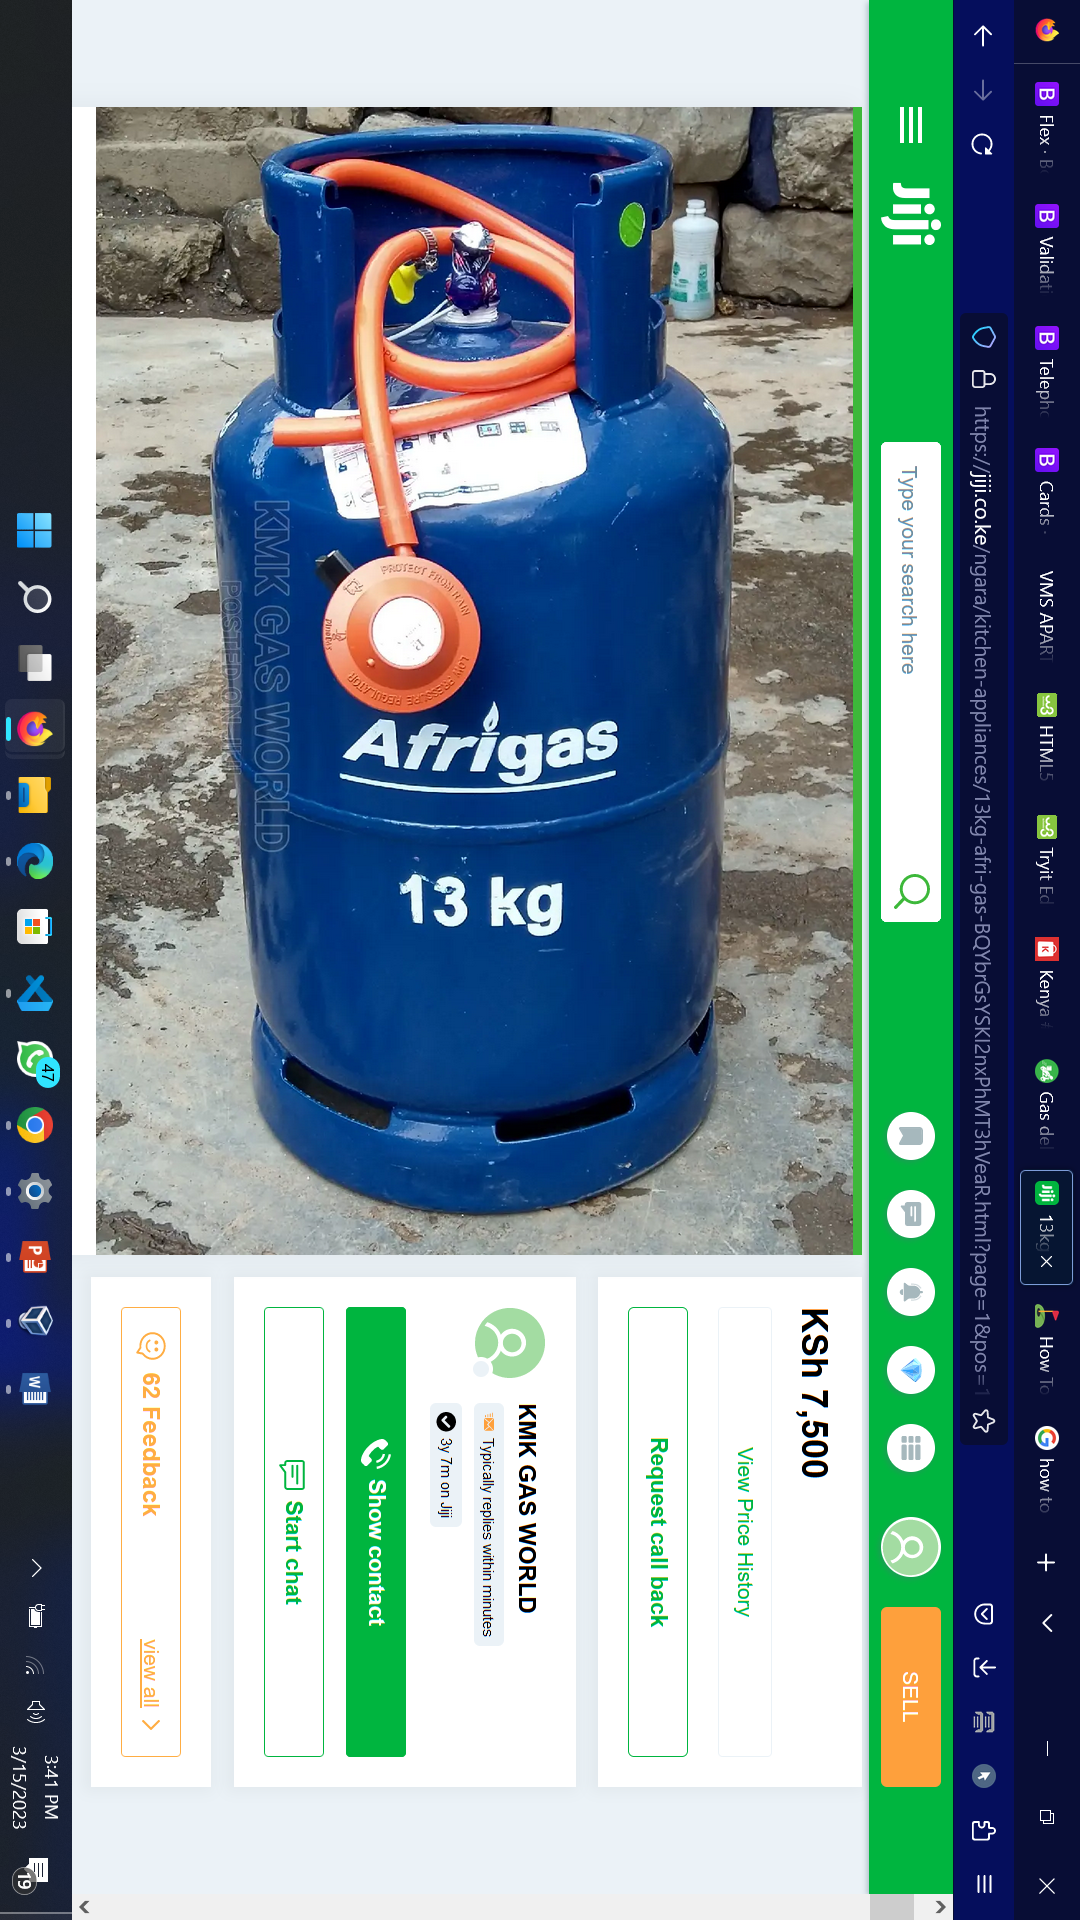 Flex · B
Validati
Teleph
Cards ·
VMS APART
HTML5
Tryit Ed
Kenya
Gas del
13kg
How To
how to
https://jiji.co.ke/ngara/kitchen-appliances/13kg-afri-gas-BQYbrGsYSKI2nxPhMT3hVeaR.html?page=1&pos=1
Jiji
Type your search here
SELL
PROTECT FROM RAIN
LOW PRESSURE REGULATOR
Afrigas
13 kg
KMK GAS WORLD
POSTED ON JIJI
KSh 7,500
View Price History
Request call back
KMK GAS WORLD
Typically replies within minutes
3y 7m on Jiji
Show contact
Start chat
62 Feedback
view all
47
3:41 PM
3/15/2023
19